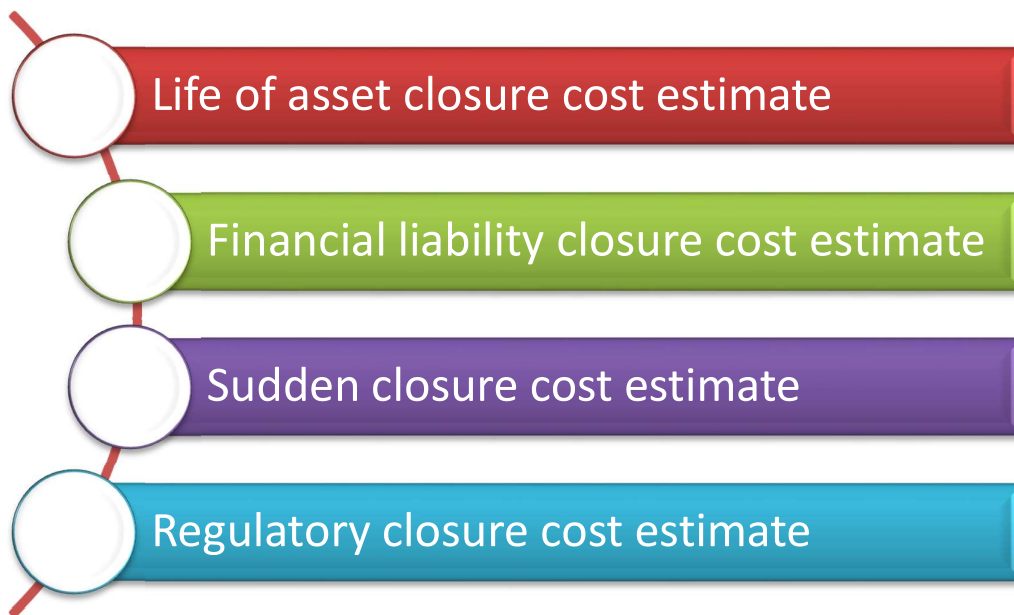 Life of asset closure cost estimate
Financial liability closure cost estimate
Sudden closure cost estimate
Regulatory closure cost estimate